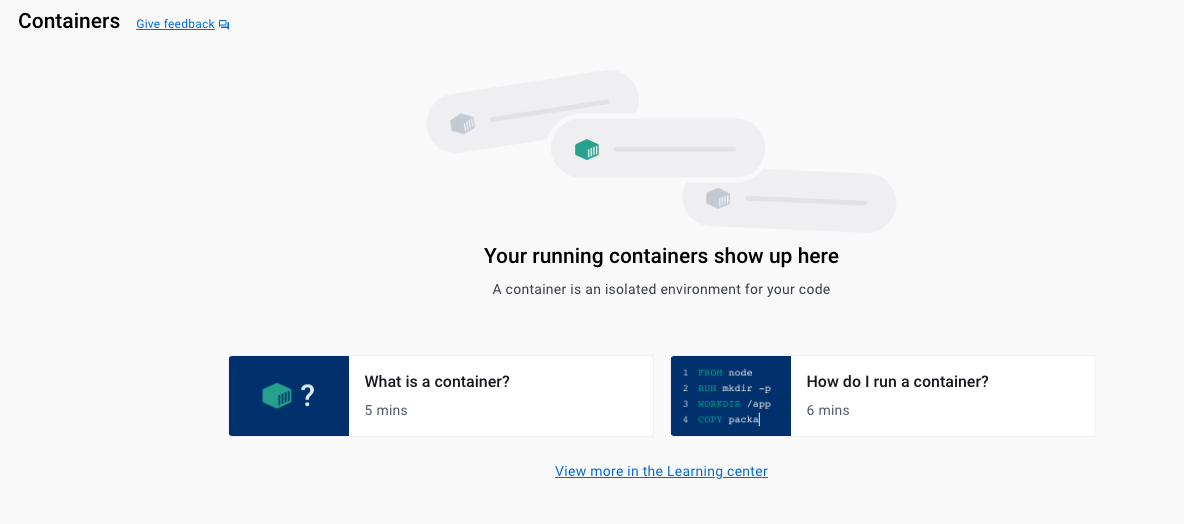 Containers Give feedback
Your running containers show up here
A container is an isolated environment for your code
?
What is a container?
5 mins
1 FROM node
2 RUN mkdir -p
3 WORKDIR /app
4 COPY packa
How do I run a container?
6 mins
View more in the Learning center